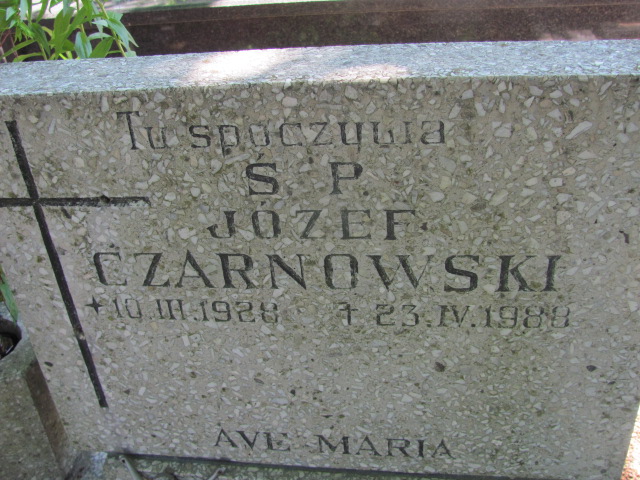 Tu spoczywa
Ś. P.
JÓZEF
CZARNOWSKI
*10.III.1928 †23.IV.1988
AVE MARIA